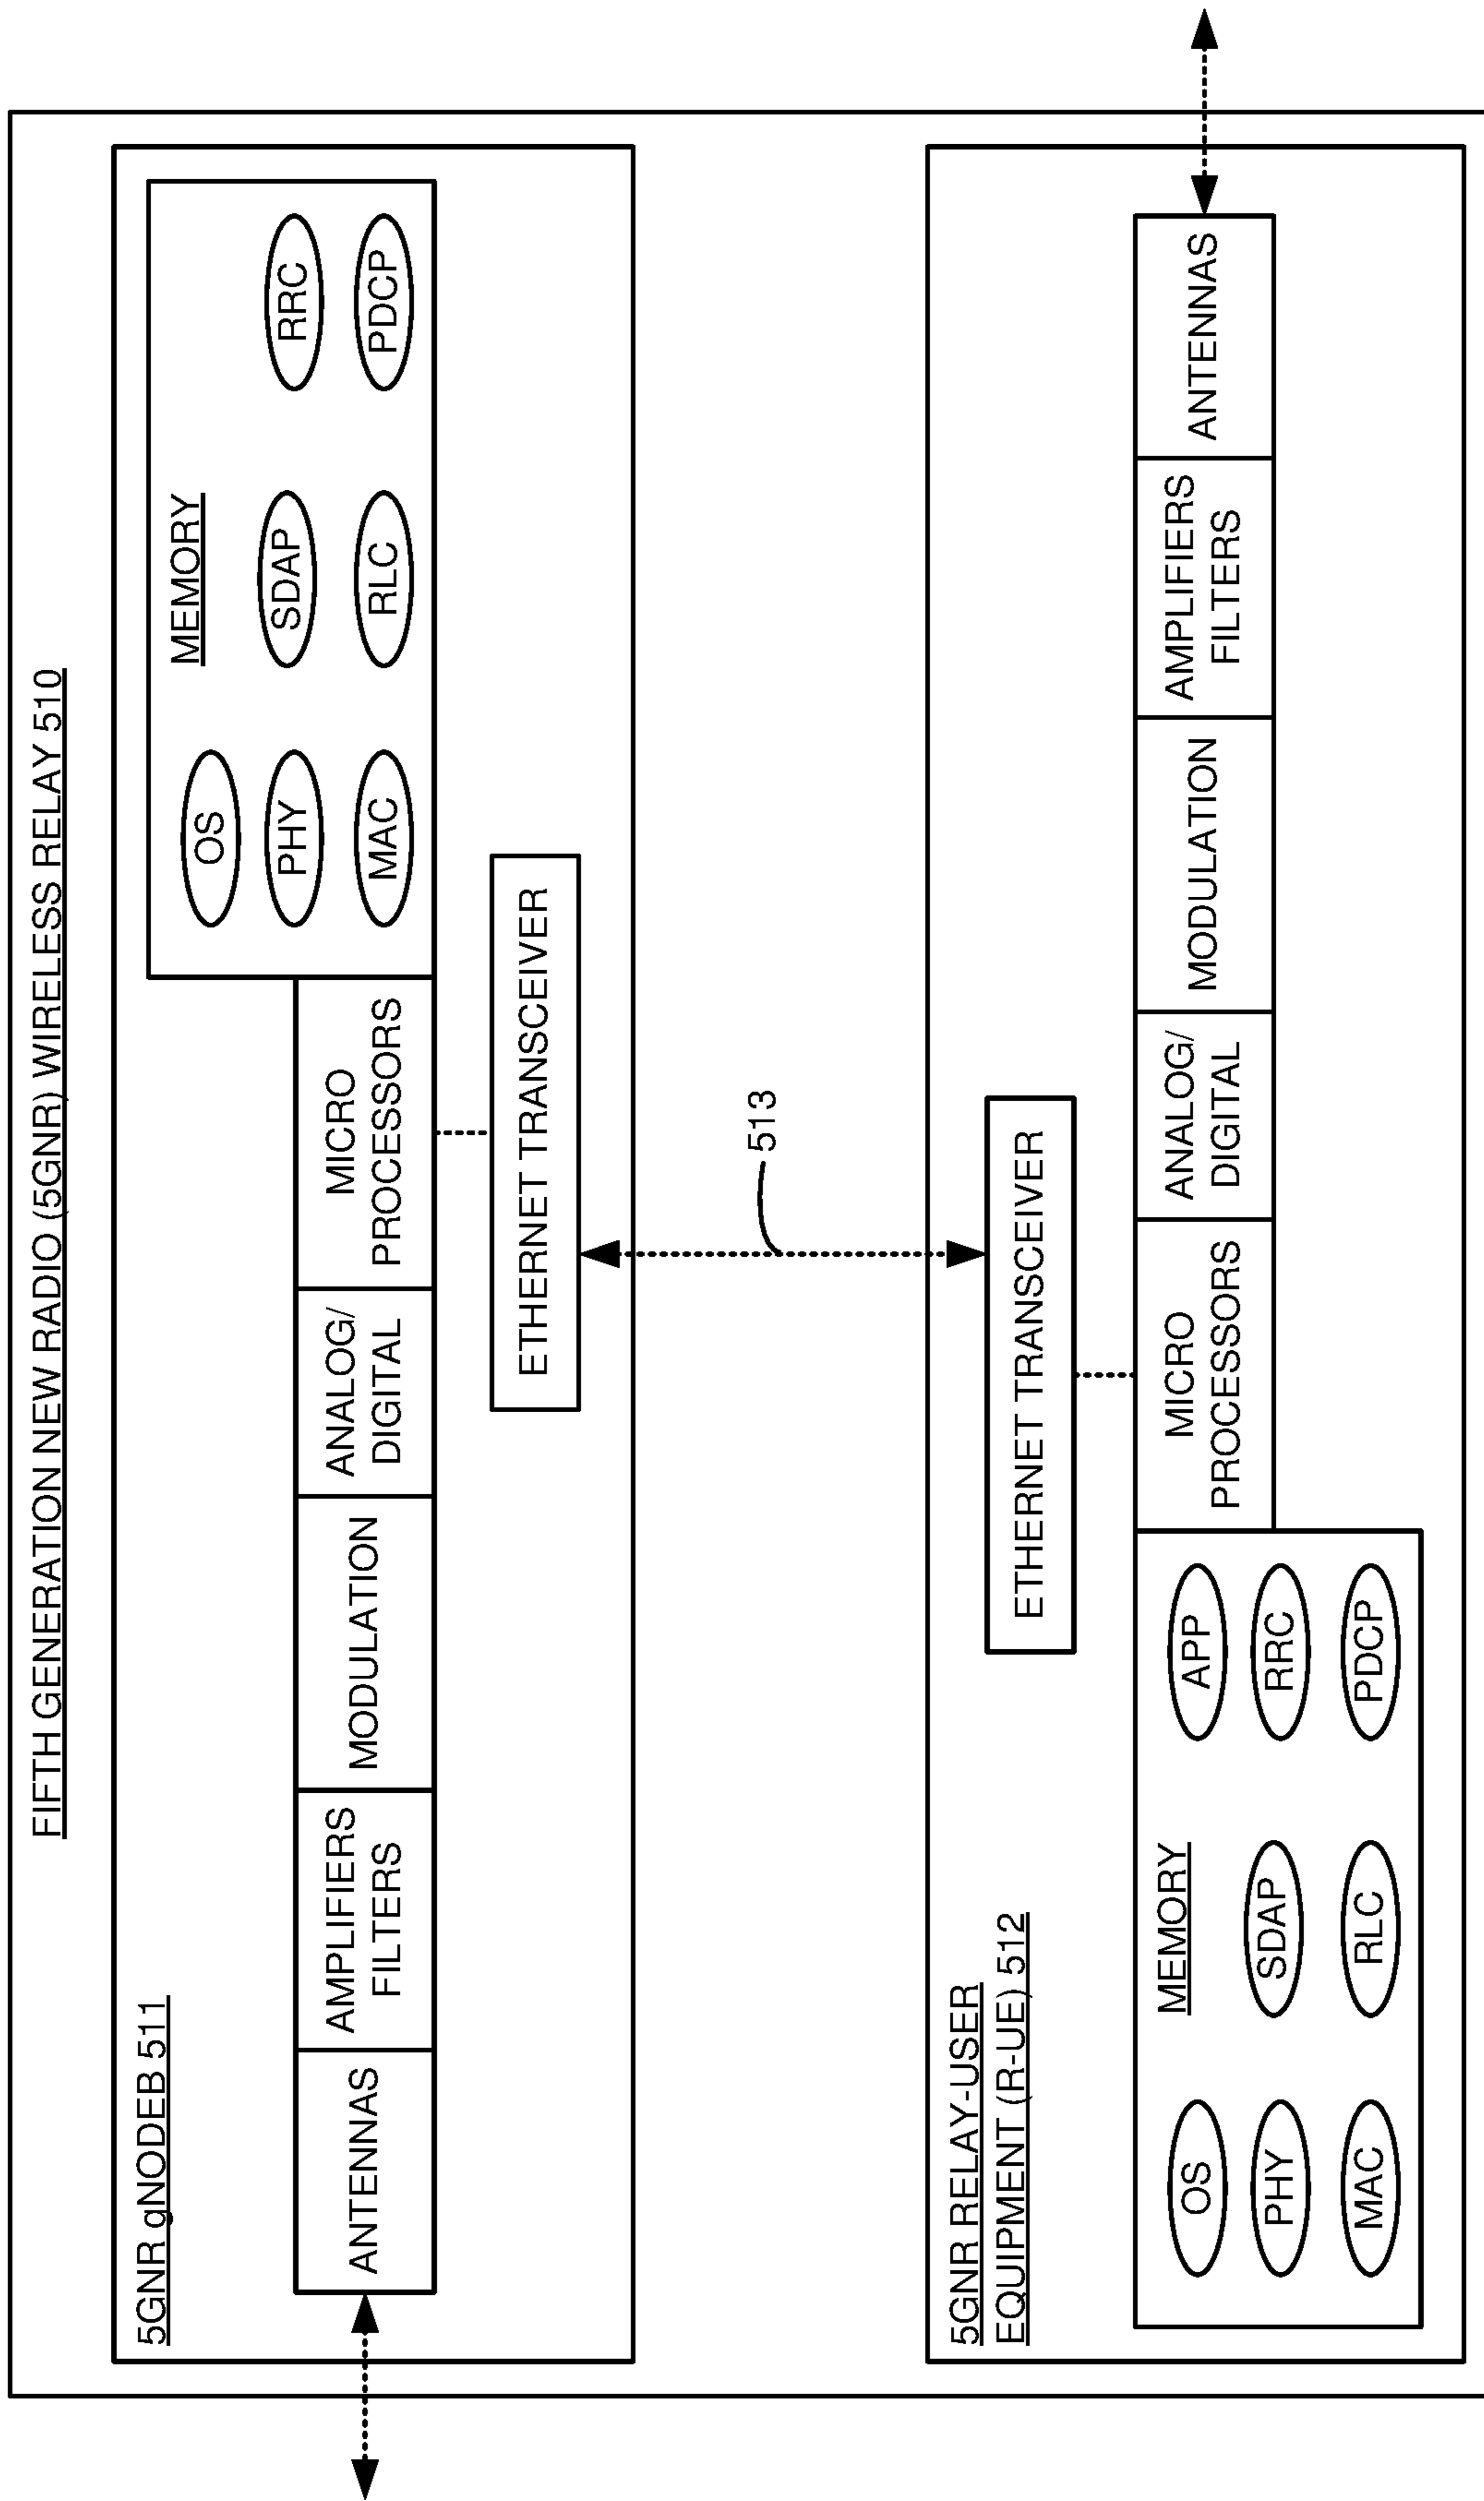 FIFTH GENERATION NEW RADIO (5GNR) WIRELESS RELAY 510
5GNR gNODEB 511
ANTENNAS
AMPLIFIERS
FILTERS
MODULATION
ANALOG/
DIGITAL
MICRO
PROCESSORS
MEMORY
OS
PHY
SDAP
RRC
MAC
RLC
PDCP
ETHERNET TRANSCEIVER
513
5GNR RELAY-USER
EQUIPMENT (R-UE) 512
ETHERNET TRANSCEIVER
MEMORY
OS
APP
PHY
SDAP
RRC
MAC
RLC
PDCP
MICRO
PROCESSORS
ANALOG/
DIGITAL
MODULATION
AMPLIFIERS
FILTERS
ANTENNAS